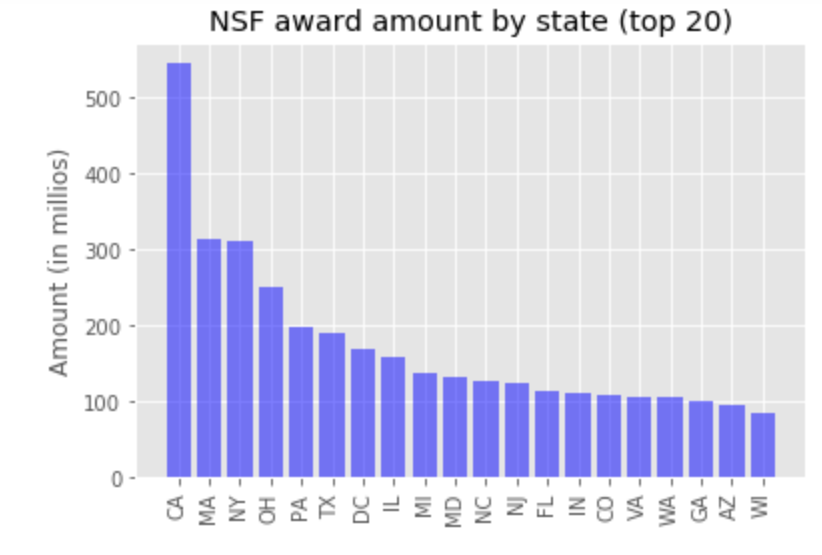 NSF award amount by state (top 20)
Amount (in millios)
500
400
300
200
100
0
CA MA NY OH PA TX DC IL MI MD NC NJ FL IN CO VA WA GA AZ WI